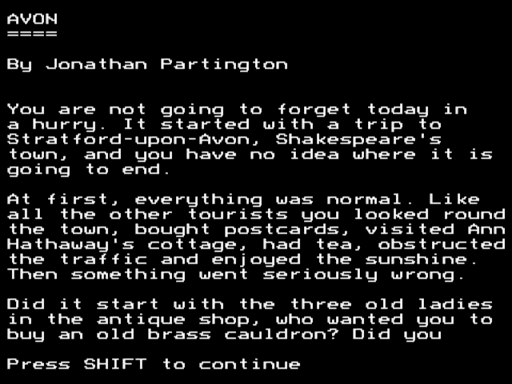 AVON
====
By Jonathan Partington
You are not going to forget today in
a hurry. It started with a trip to
Stratford-upon-Avon, Shakespeare's
town, and you have no idea where it is
going to end.
At first, everything was normal. Like
all the other tourists you looked round
the town, bought postcards, visited Ann
Hathaway's cottage, had tea, obstructed
the traffic and enjoyed the sunshine.
Then something went seriously wrong.
Did it start with the three old ladies
in the antique shop, who wanted you to
buy an old brass cauldron? Did you
Press SHIFT to continue